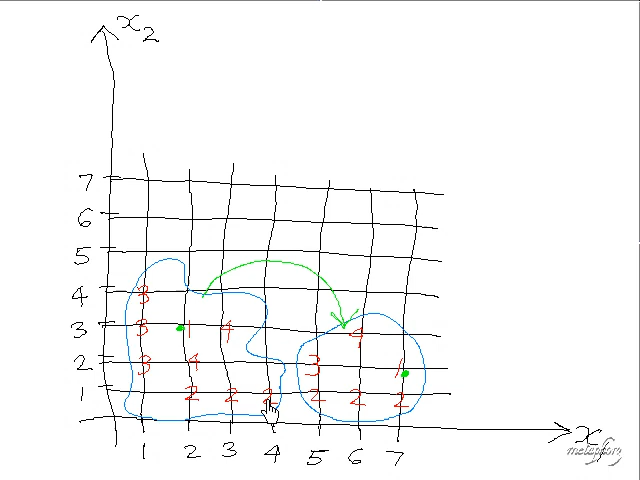 x2
7
6
5
4 3
3 3 1 4 4
2 3 4 3 1
1 2 2 2 2 2 2
1 2 3 4 5 6 7
x1
metaphorz